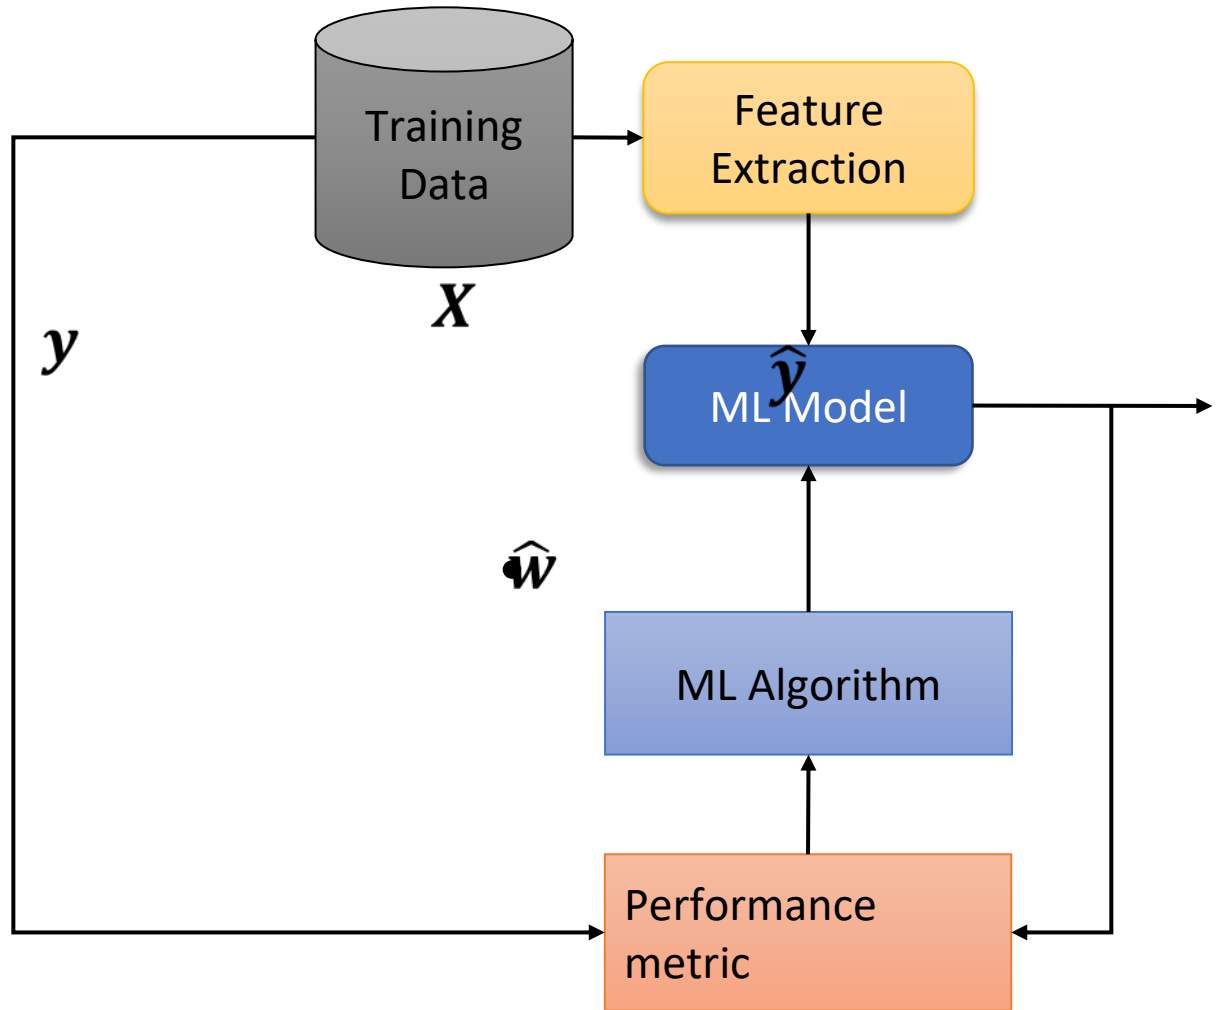 Training
Data
Feature
Extraction
X
y
ŷ
ML Model
ŵ
ML Algorithm
Performance
metric